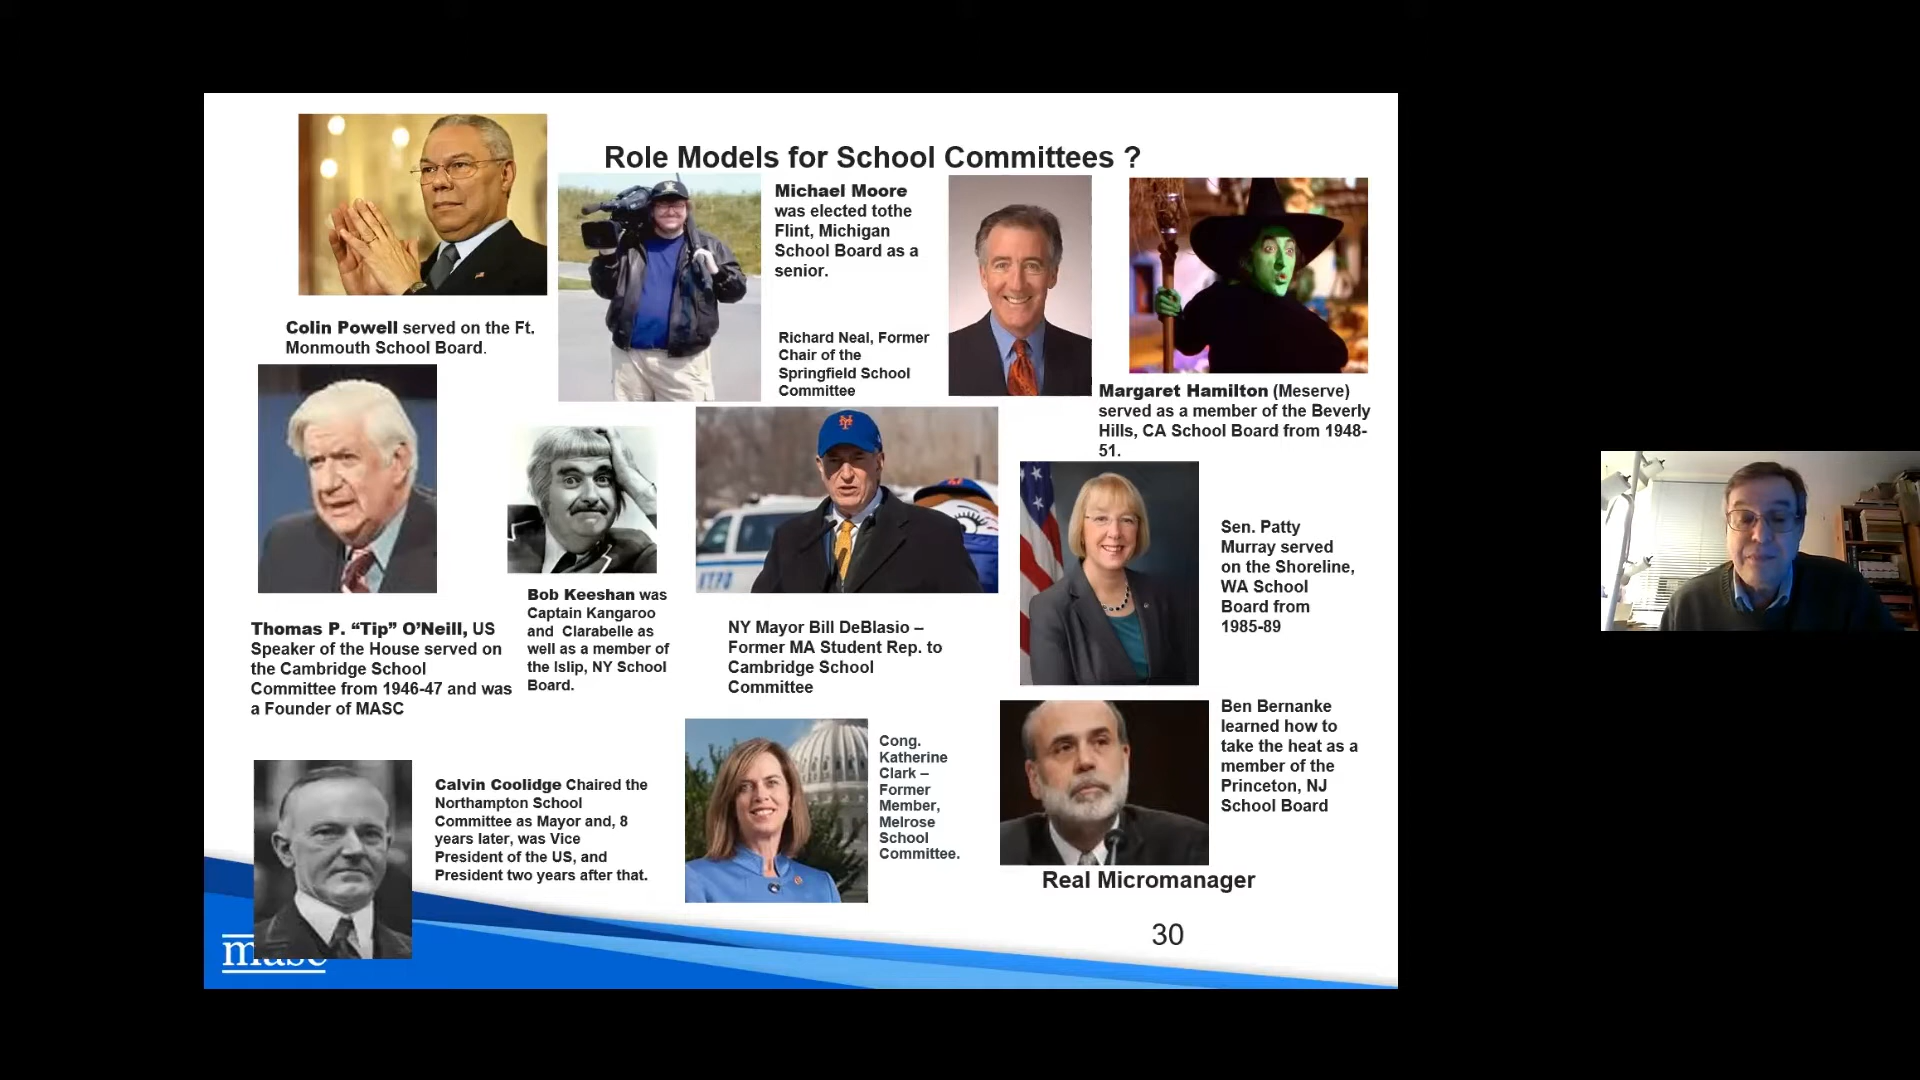 Role Models for School Committees ?
Colin Powell served on the Ft.
Monmouth School Board.
Michael Moore
was elected tothe
Flint, Michigan
School Board as a
senior.
Richard Neal, Former
Chair of the
Springfield School
Committee
Margaret Hamilton (Meserve)
served as a member of the Beverly
Hills, CA School Board from 1948-
51.
Thomas P. “Tip” O’Neill, US
Speaker of the House served on
the Cambridge School
Committee from 1946-47 and was
a Founder of MASC
Bob Keeshan was
Captain Kangaroo
and Clarabelle as
well as a member of
the Islip, NY School
Board.
NYPD
NY Mayor Bill DeBlasio –
Former MA Student Rep. to
Cambridge School
Committee
Sen. Patty
Murray served
on the Shoreline,
WA School
Board from
1985-89
Calvin Coolidge Chaired the
Northampton School
Committee as Mayor and, 8
years later, was Vice
President of the US, and
President two years after that.
Cong.
Katherine
Clark –
Former
Member,
Melrose
School
Committee.
Ben Bernanke
learned how to
take the heat as a
member of the
Princeton, NJ
School Board
Real Micromanager
30
masc